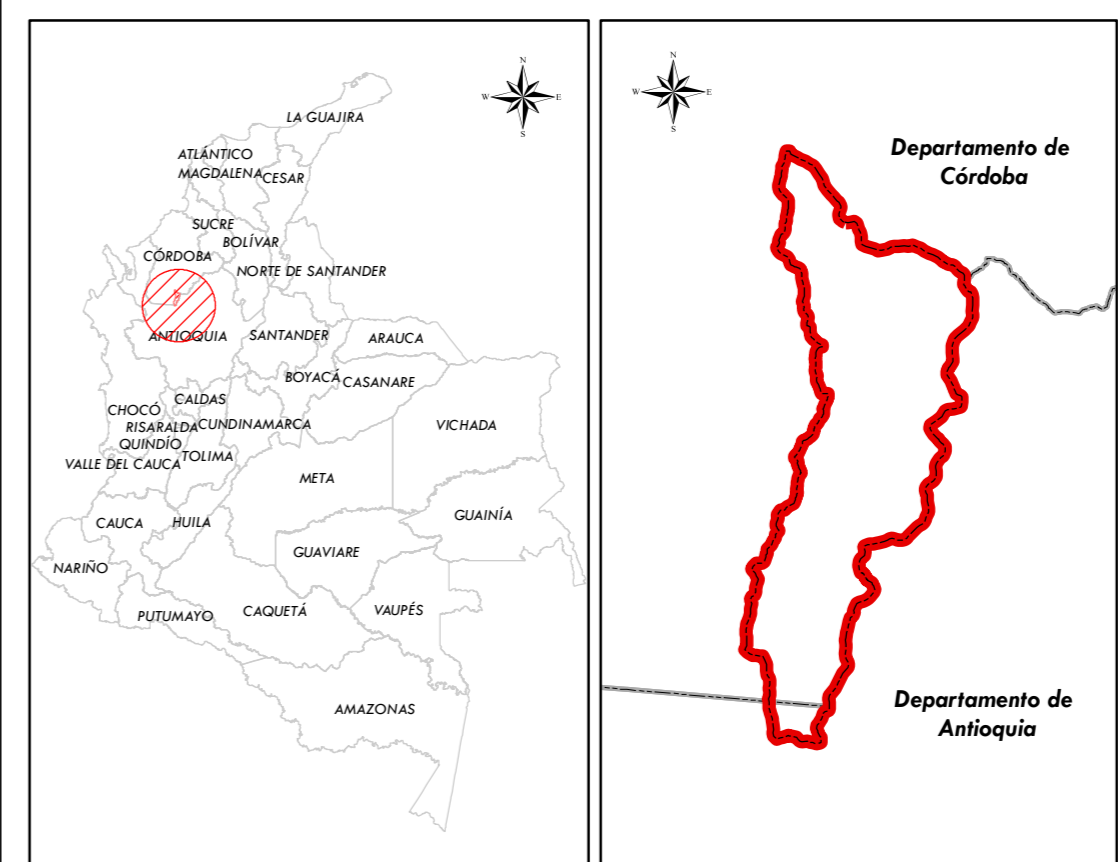 N
W E
S
LA GUAJIRA
ATLÁNTICO
MAGDALENA
CESAR
SUCRE
BOLÍVAR
CÓRDOBA
NORTE DE SANTANDER
ANTIOQUIA
SANTANDER
ARAUCA
BOYACÁ
CASANARE
CALDAS
CHOCÓ
RISARALDA
CUNDINAMARCA
VICHADA
QUINDÍO
TOLIMA
VALLE DEL CAUCA
META
CAUCA
HUILA
GUAINÍA
GUAVIARE
NARIÑO
PUTUMAYO
CAQUETÁ
VAUPÉS
AMAZONAS
N
W E
S
Departamento de
Córdoba
Departamento de
Antioquia